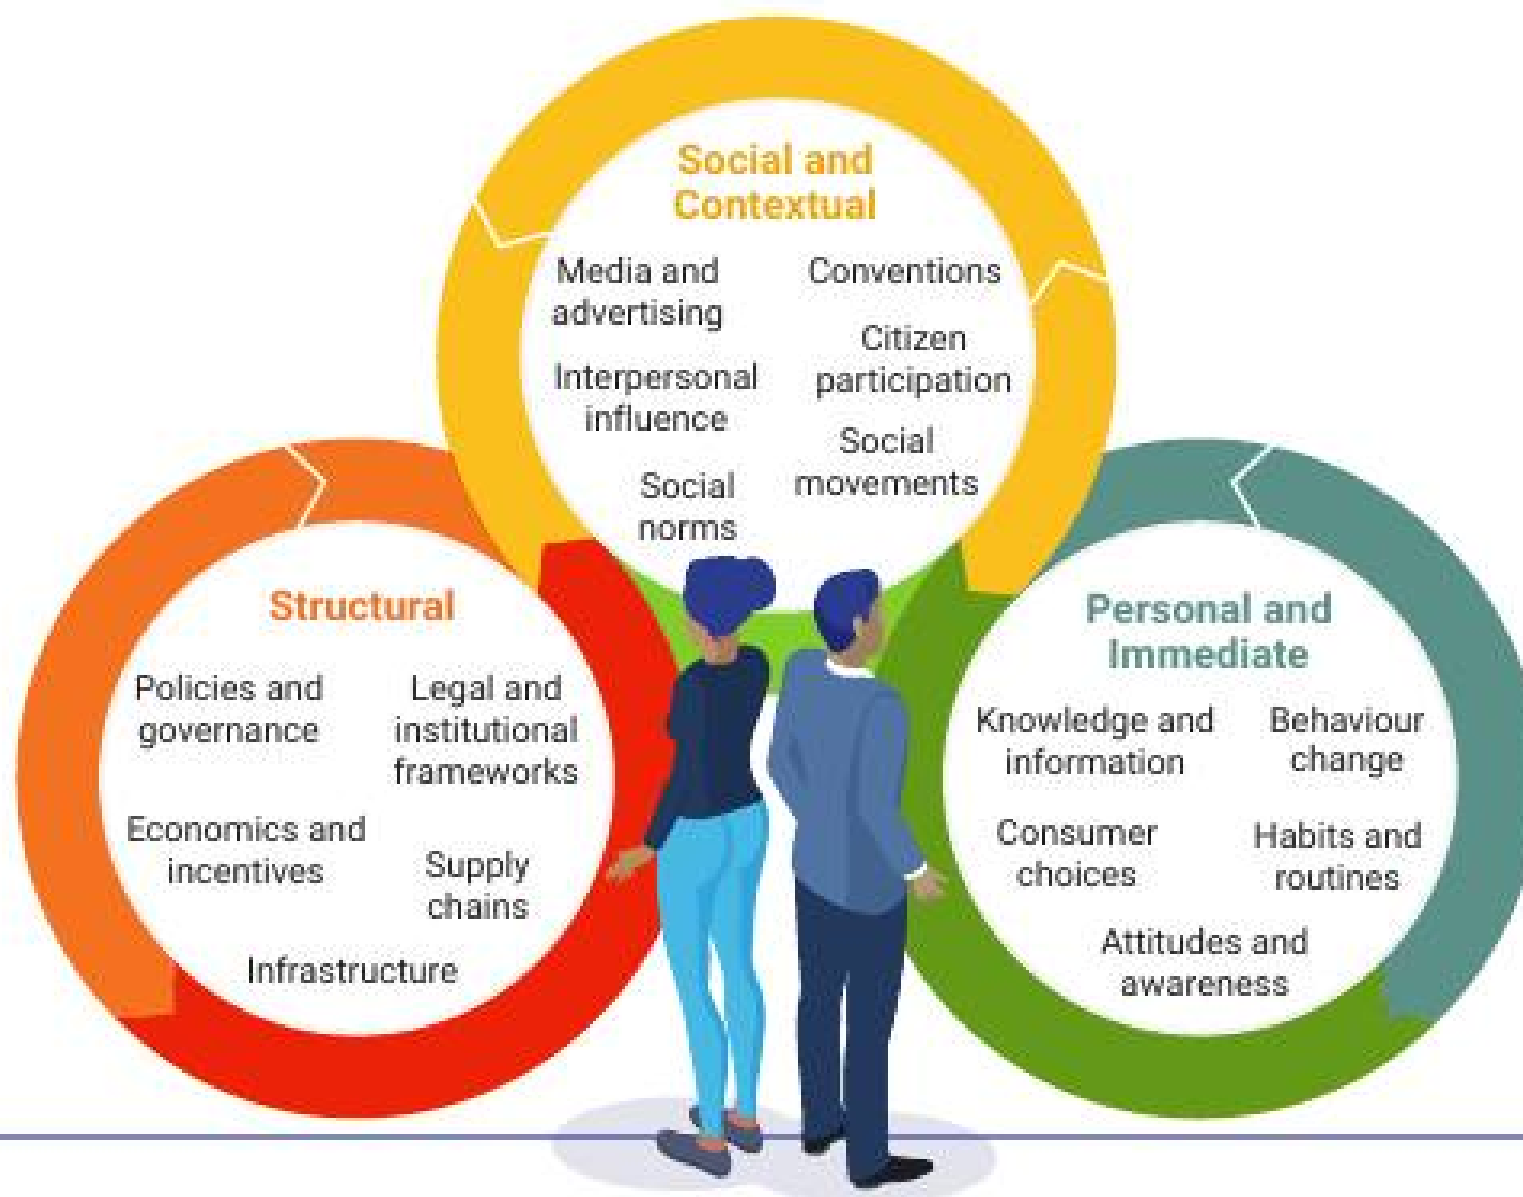 Social and
Contextual
Media and
advertising
Conventions
Citizen
participation
Interpersonal
influence
Social
movements
Social
norms
Structural
Policies and
governance
Legal and
institutional
frameworks
Economics and
incentives
Supply
chains
Infrastructure
Personal and
Immediate
Knowledge and
information
Behaviour
change
Consumer
choices
Habits and
routines
Attitudes and
awareness